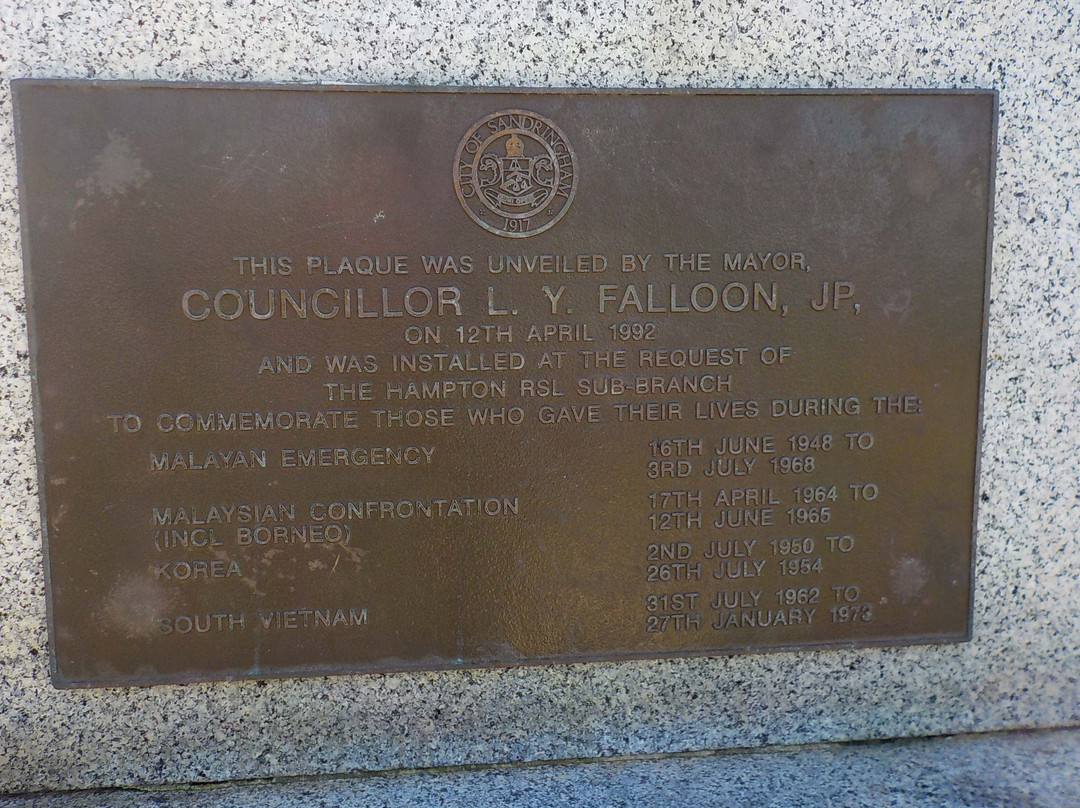 CITY OF SANDRINGHAM
1917
THIS PLAQUE WAS UNVEILED BY THE MAYOR,
COUNCILLOR L. Y. FALLOON, JP,
ON 12TH APRIL 1992
AND WAS INSTALLED AT THE REQUEST OF
THE HAMPTON RSL SUB-BRANCH
TO COMMEMORATE THOSE WHO GAVE THEIR LIVES DURING THE:
MALAYAN EMERGENCY
16TH JUNE 1948 TO
3RD JULY 1968
MALAYSIAN CONFRONTATION
(INCL BORNEO)
17TH APRIL 1964 TO
12TH JUNE 1965
KOREA
2ND JULY 1950 TO
26TH JULY 1954
SOUTH VIETNAM
31ST JULY 1962 TO
27TH JANUARY 1973